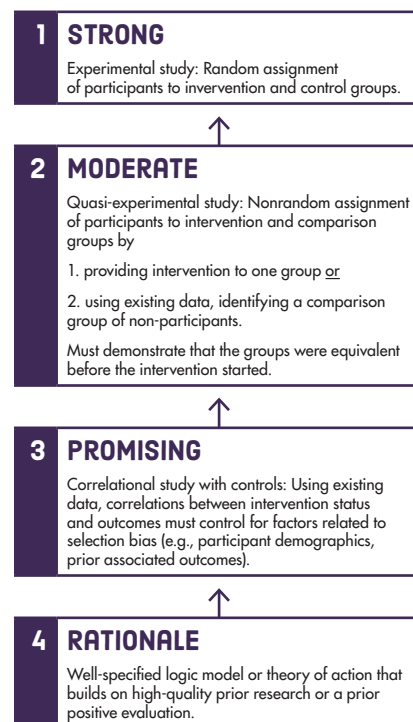 1 STRONG
Experimental study: Random assignment
of participants to invervention and control groups.
2 MODERATE
Quasi-experimental study: Nonrandom assignment
of participants to intervention and comparison
groups by
1. providing intervention to one group or
2. using existing data, identifying a comparison
group of non-participants.
Must demonstrate that the groups were equivalent
before the intervention started.
3 PROMISING
Correlational study with controls: Using existing
data, correlations between intervention status
and outcomes must control for factors related to
selection bias (e.g., participant demographics,
prior associated outcomes).
4 RATIONALE
Well-specified logic model or theory of action that
builds on high-quality prior research or a prior
positive evaluation.